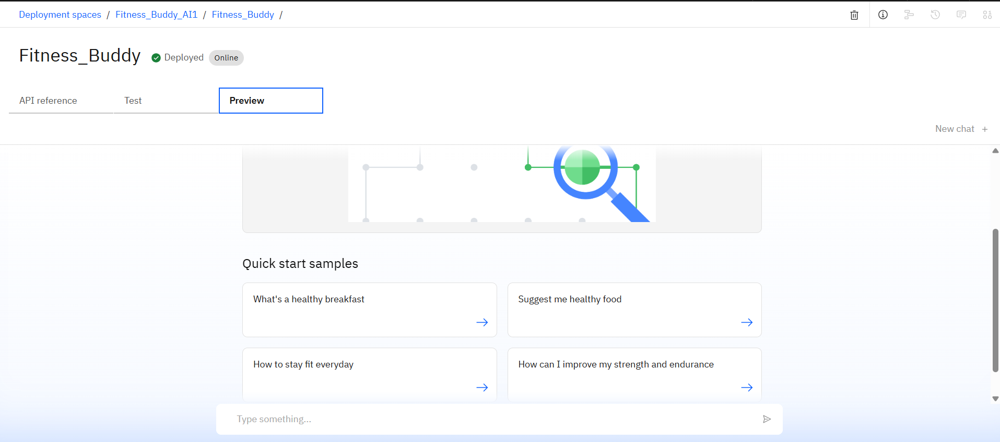 Deployment spaces / Fitness_Buddy_AI1 / Fitness_Buddy /
Fitness_Buddy Deployed Online
API reference Test Preview
New chat +
Quick start samples
What's a healthy breakfast
Suggest me healthy food
How to stay fit everyday
How can I improve my strength and endurance
Type something...